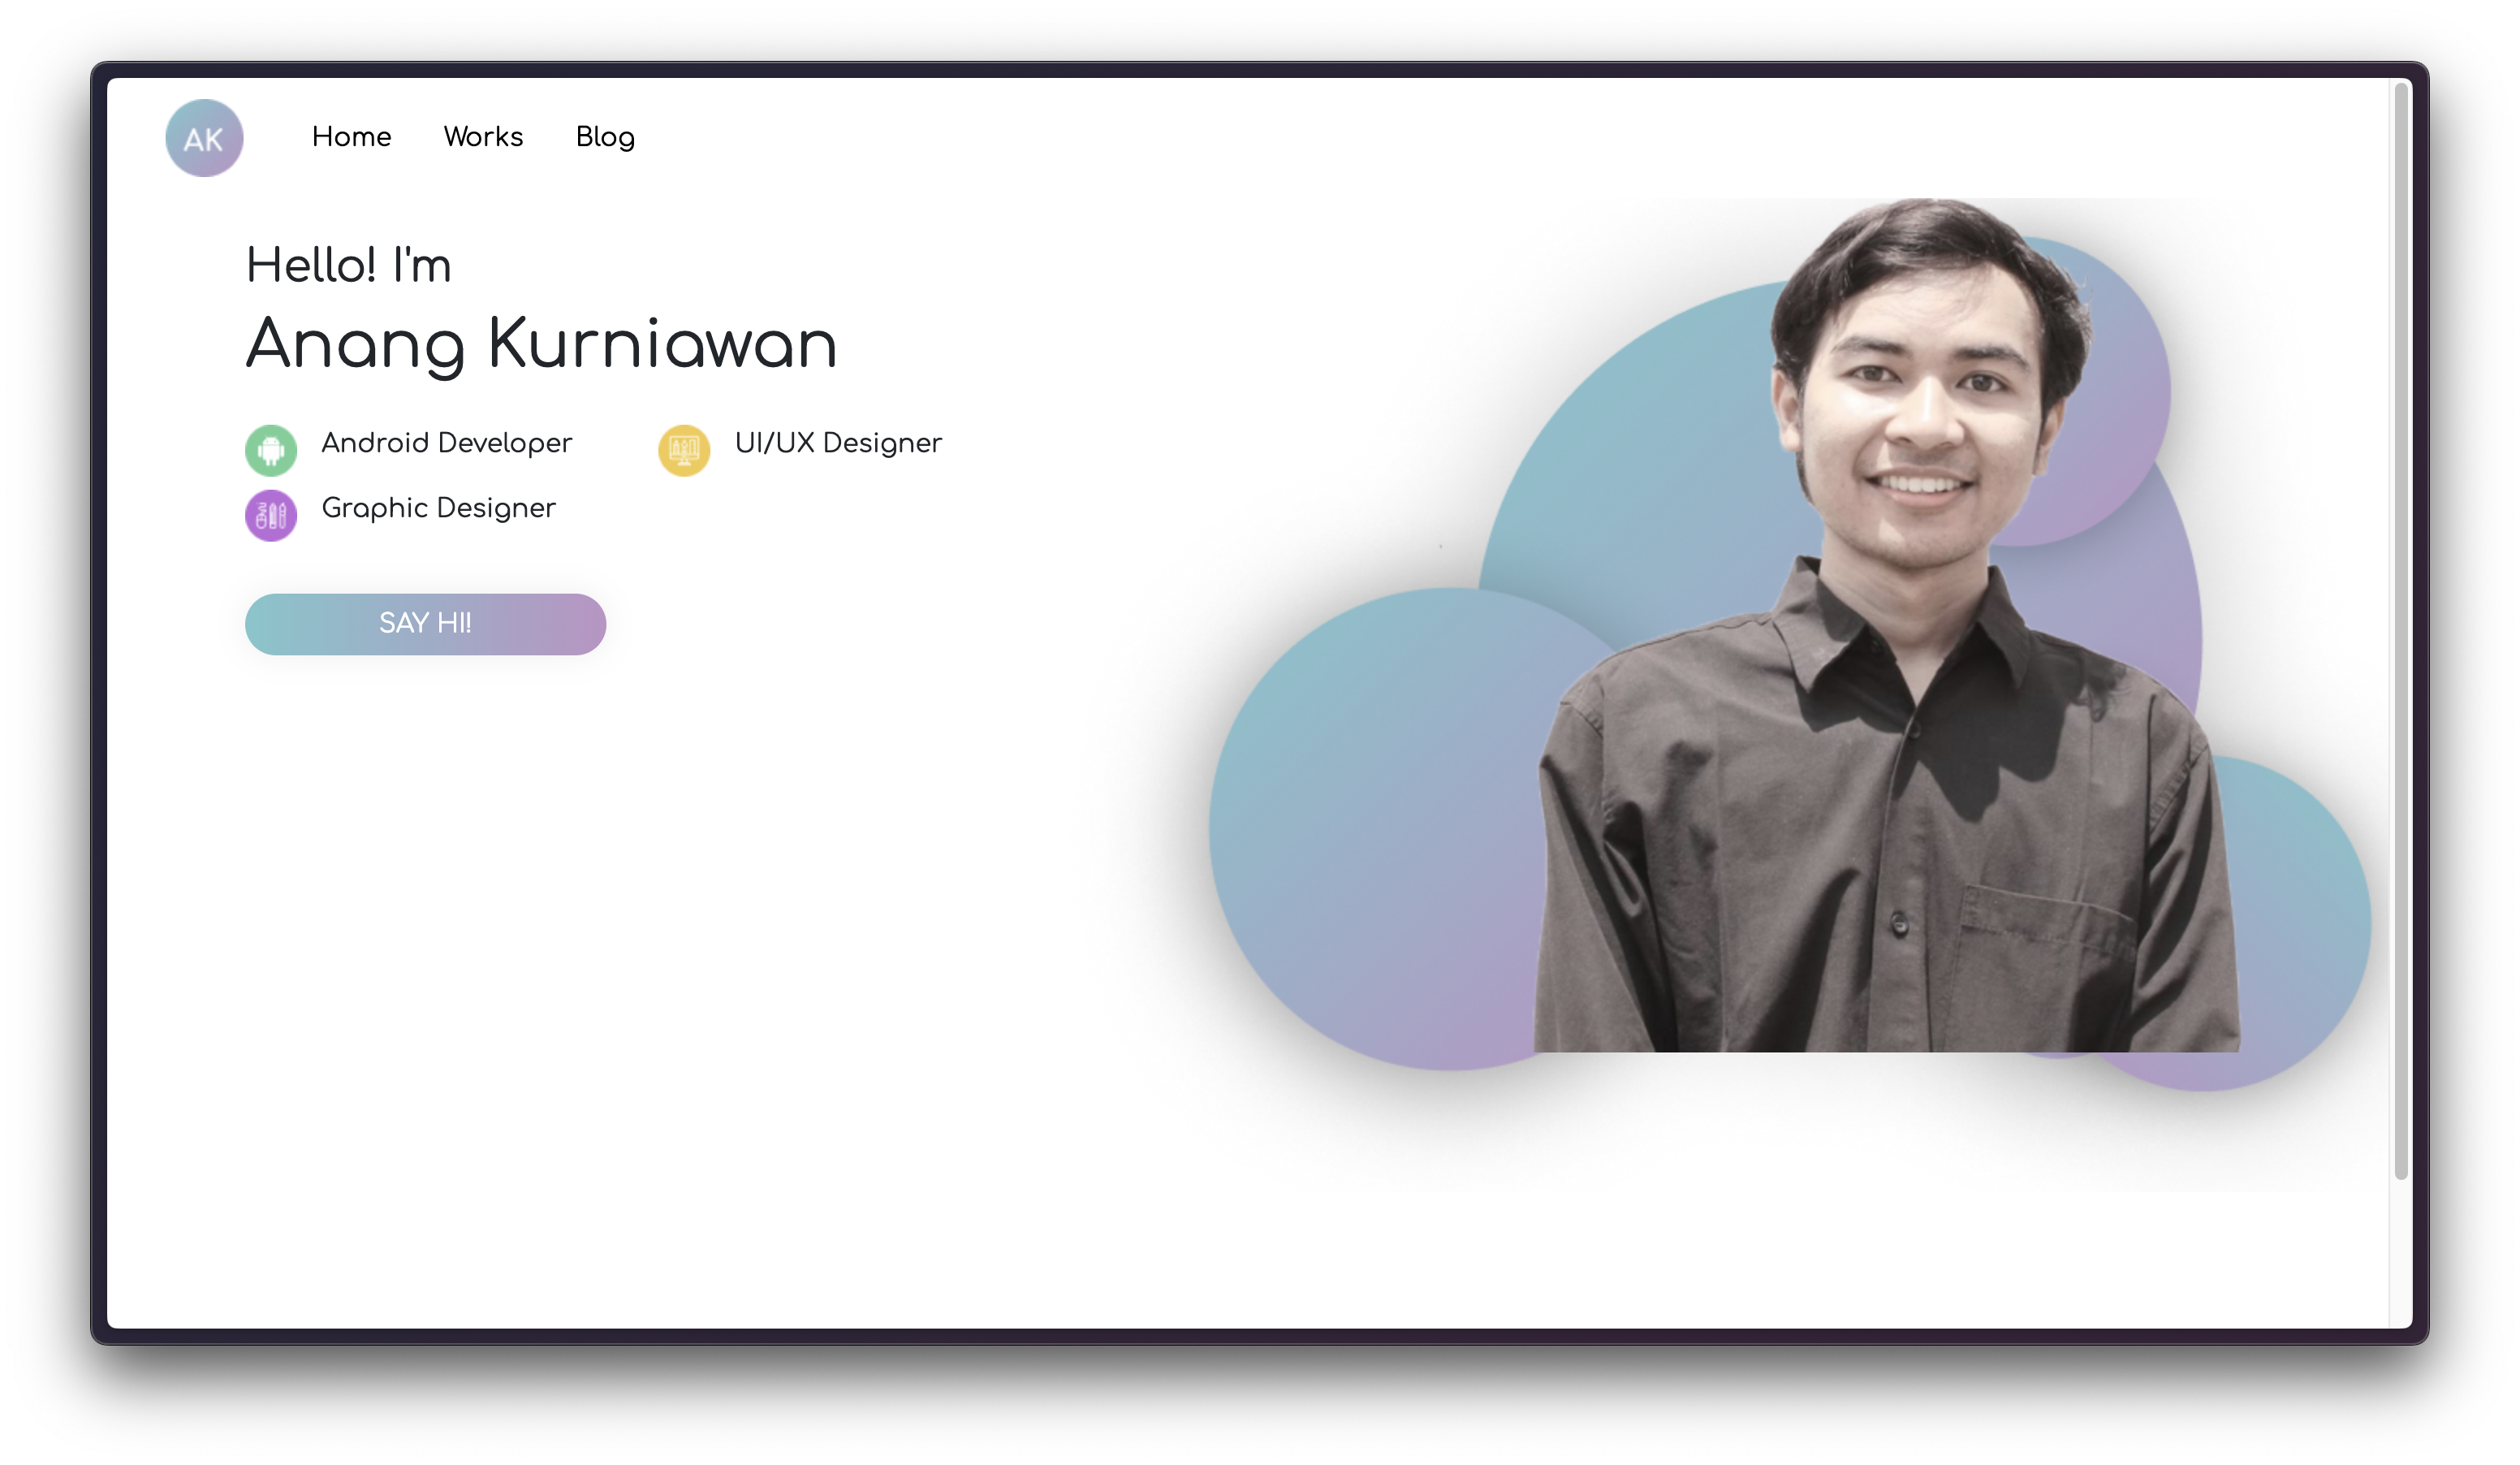 AK
Home Works Blog
Hello! I'm
Anang Kurniawan
Android Developer UI/UX Designer
Graphic Designer
SAY HI!